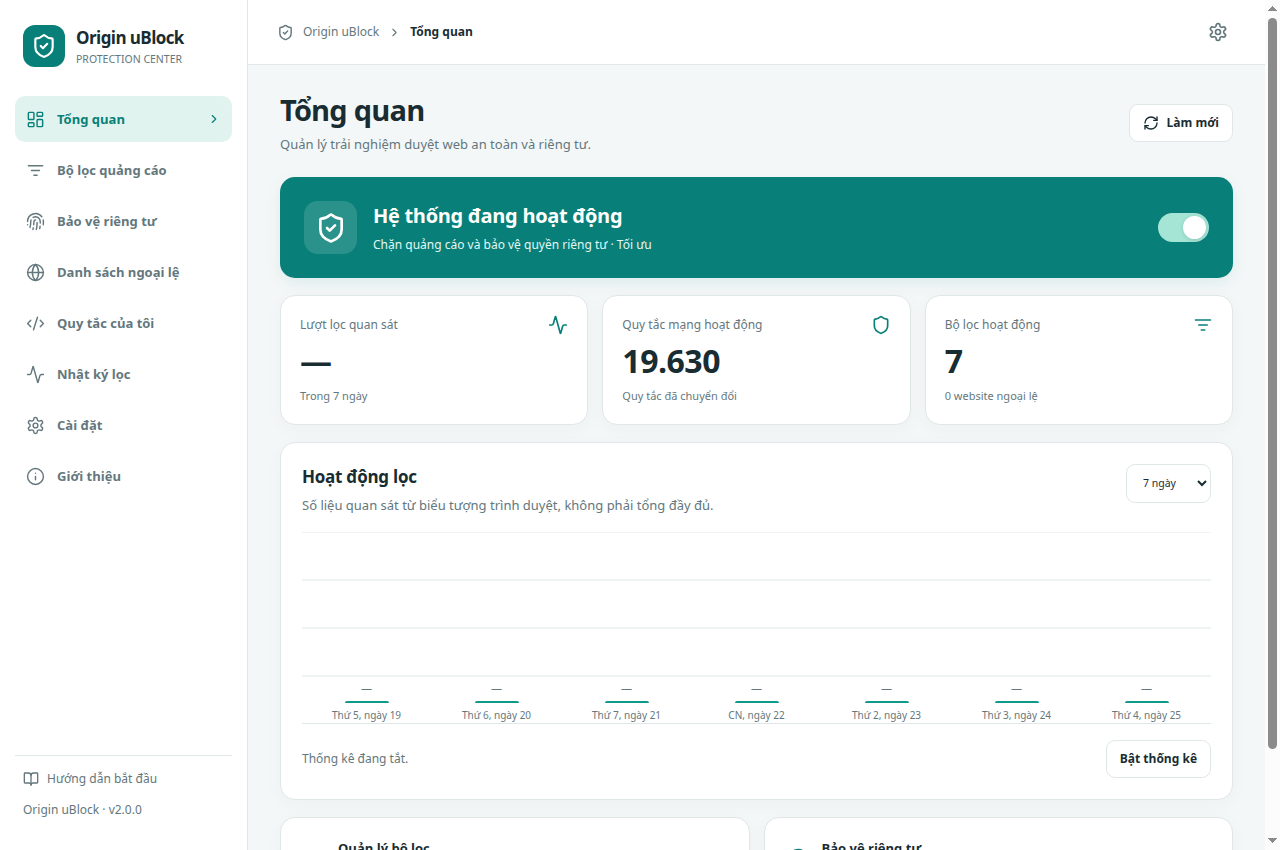 Origin uBlock
PROTECTION CENTER
Tổng quan
Bộ lọc quảng cáo
Bảo vệ riêng tư
Danh sách ngoại lệ
Quy tắc của tôi
Nhật ký lọc
Cài đặt
Giới thiệu
Hướng dẫn bắt đầu
Origin uBlock · v2.0.0
Origin uBlock > Tổng quan
Tổng quan
Quản lý trải nghiệm duyệt web an toàn và riêng tư.
Làm mới
Hệ thống đang hoạt động
Chặn quảng cáo và bảo vệ quyền riêng tư · Tối ưu
Lượt lọc quan sát
—
Trong 7 ngày
Quy tắc mạng hoạt động
19.630
Quy tắc đã chuyển đổi
Bộ lọc hoạt động
7
0 website ngoại lệ
Hoạt động lọc
Số liệu quan sát từ biểu tượng trình duyệt, không phải tổng đầy đủ.
7 ngày
— — — — — — —
Thứ 5, ngày 19 Thứ 6, ngày 20 Thứ 7, ngày 21 CN, ngày 22 Thứ 2, ngày 23 Thứ 3, ngày 24 Thứ 4, ngày 25
Thống kê đang tắt.
Bật thống kê
Quản lý bộ lọc
Bảo vệ riêng tư